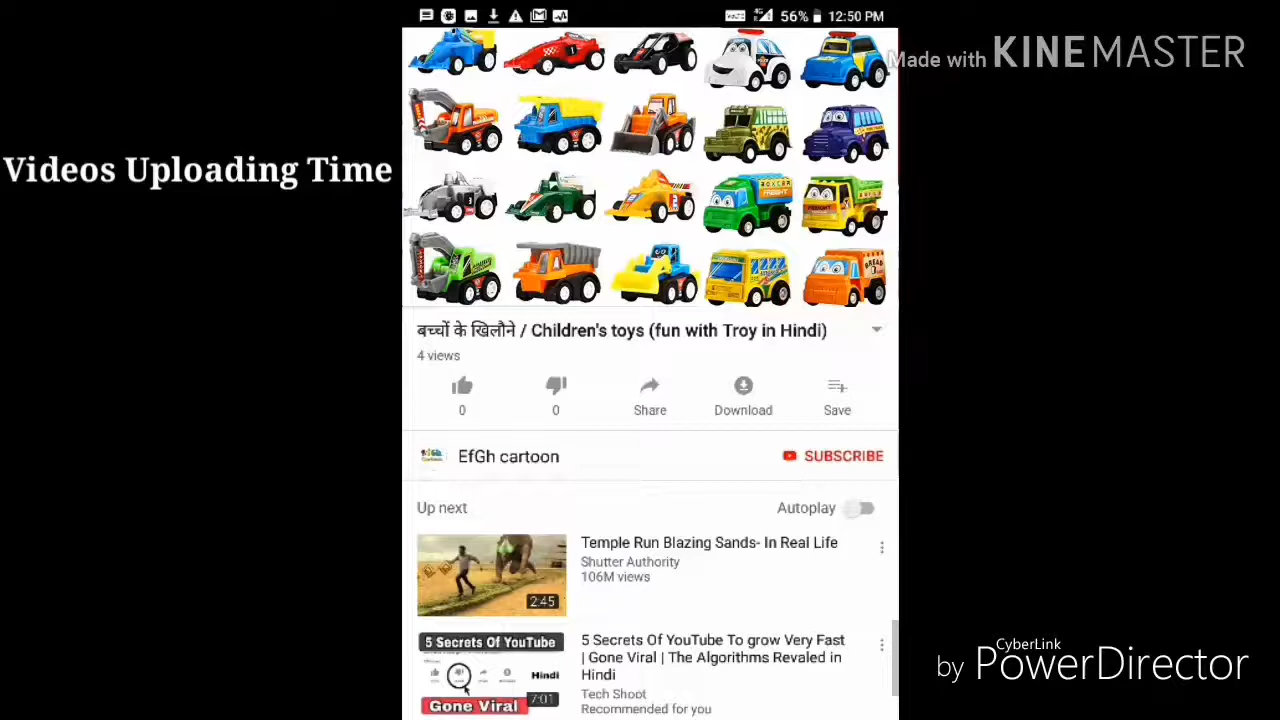 56% 12:50 PM
Made with KINEMASTER
Videos Uploading Time
बच्चों के खिलौने / Children's toys (fun with Troy in Hindi)
4 views
0 0 Share Download Save
EfGh cartoon SUBSCRIBE
Up next Autoplay
Temple Run Blazing Sands- In Real Life
Shutter Authority
106M views
2:45
5 Secrets Of YouTube
Hindi
7:01
Gone Viral
5 Secrets Of YouTube To grow Very Fast
| Gone Viral | The Algorithms Revaled in
Hindi
Tech Shoot
Recommended for you
CyberLink
by PowerDirector